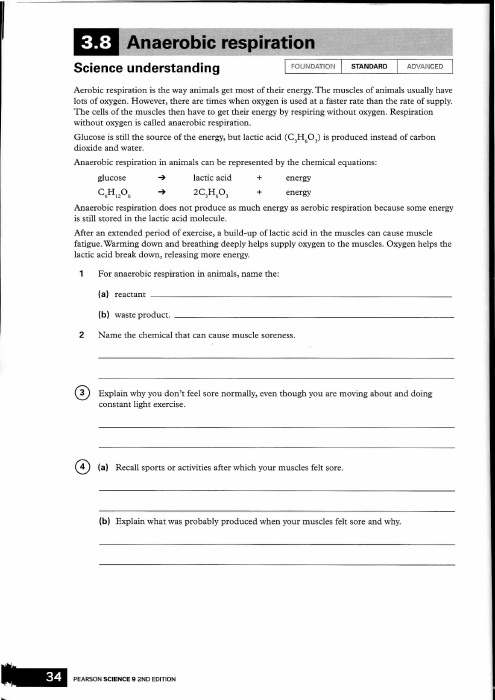 3.8 Anaerobic respiration
Science understanding
FOUNDATION STANDARD ADVANCED
Aerobic respiration is the way animals get most of their energy. The muscles of animals usually have
lots of oxygen. However, there are times when oxygen is used at a faster rate than the rate of supply.
The cells of the muscles then have to get their energy by respiring without oxygen. Respiration
without oxygen is called anaerobic respiration.
Glucose is still the source of the energy, but lactic acid (C₃H₆O₃) is produced instead of carbon
dioxide and water.
Anaerobic respiration in animals can be represented by the chemical equations:
glucose → lactic acid + energy
C₆H₁₂O₆ → 2C₃H₆O₃ + energy
Anaerobic respiration does not produce as much energy as aerobic respiration because some energy
is still stored in the lactic acid molecule.
After an extended period of exercise, a build-up of lactic acid in the muscles can cause muscle
fatigue. Warming down and breathing deeply helps supply oxygen to the muscles. Oxygen helps the
lactic acid break down, releasing more energy.
1 For anaerobic respiration in animals, name the:
(a) reactant
(b) waste product.
2 Name the chemical that can cause muscle soreness.
3 Explain why you don't feel sore normally, even though you are moving about and doing
constant light exercise.
4 (a) Recall sports or activities after which your muscles felt sore.
(b) Explain what was probably produced when your muscles felt sore and why.
34 PEARSON SCIENCE 9 2ND EDITION